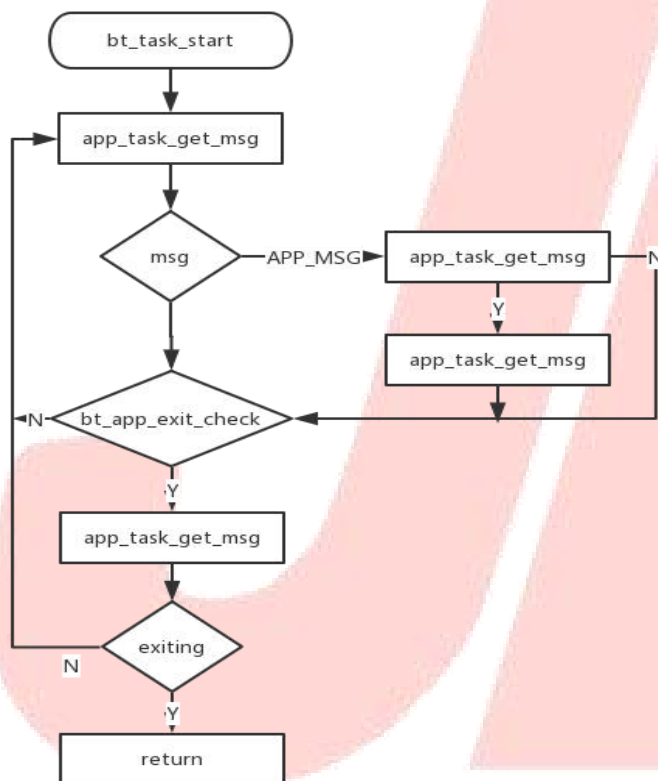 bt_task_start
app_task_get_msg
msg
APP_MSG
app_task_get_msg
N
Y
app_task_get_msg
N
bt_app_exit_check
Y
app_task_get_msg
exiting
N
Y
return